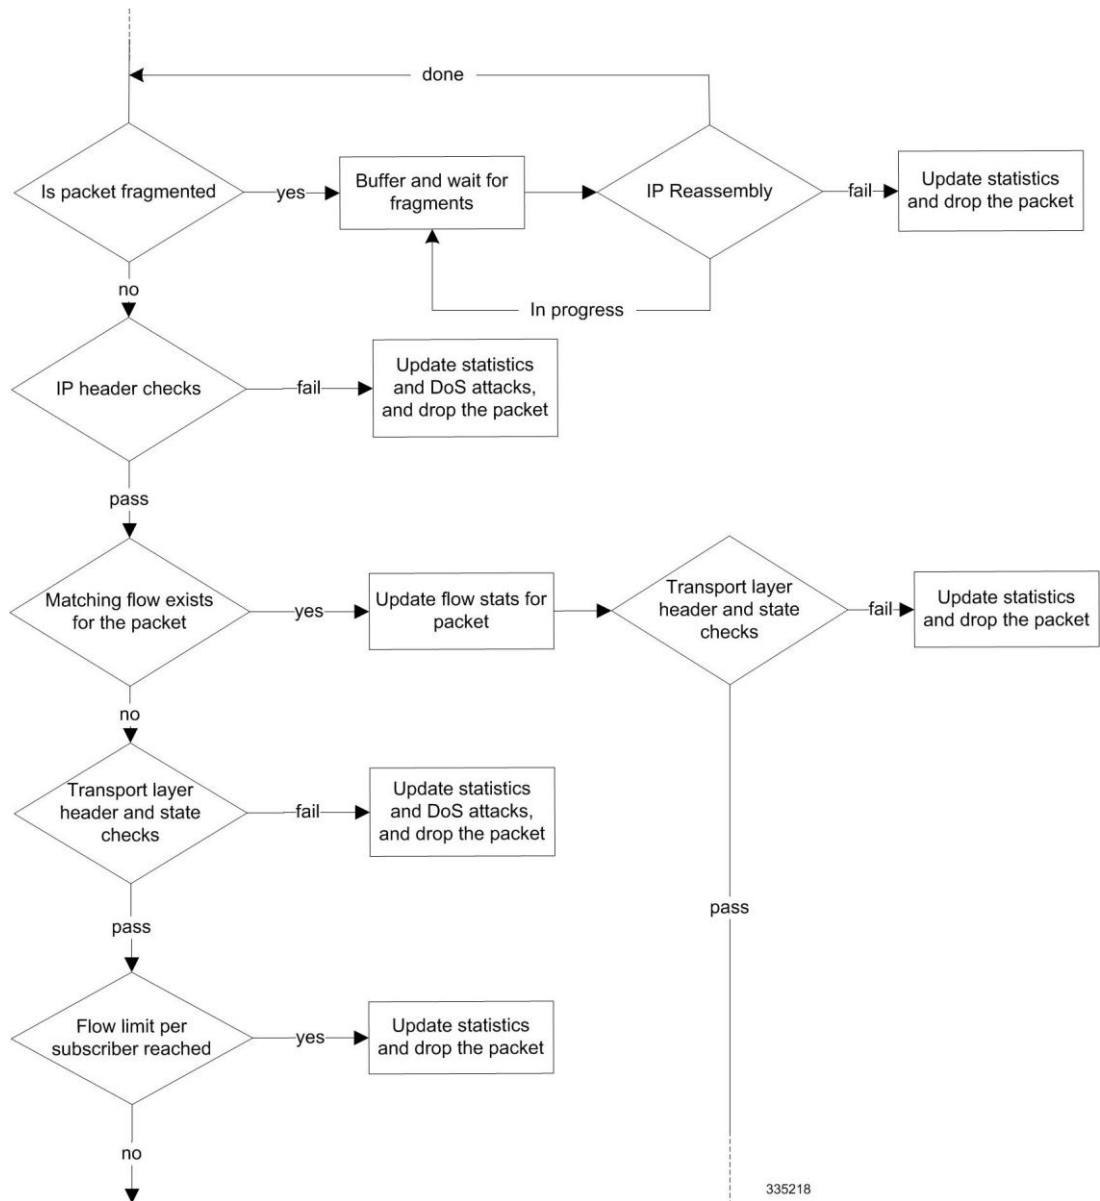 done
Is packet fragmented
yes
Buffer and wait for
fragments
IP Reassembly
fail
Update statistics
and drop the packet
no
In progress
IP header checks
fail
Update statistics
and DoS attacks,
and drop the packet
pass
Matching flow exists
for the packet
yes
Update flow stats for
packet
Transport layer
header and state
checks
fail
Update statistics
and drop the packet
no
Transport layer
header and state
checks
fail
Update statistics
and DoS attacks,
and drop the packet
pass
pass
Flow limit per
subscriber reached
yes
Update statistics
and drop the packet
no
335218